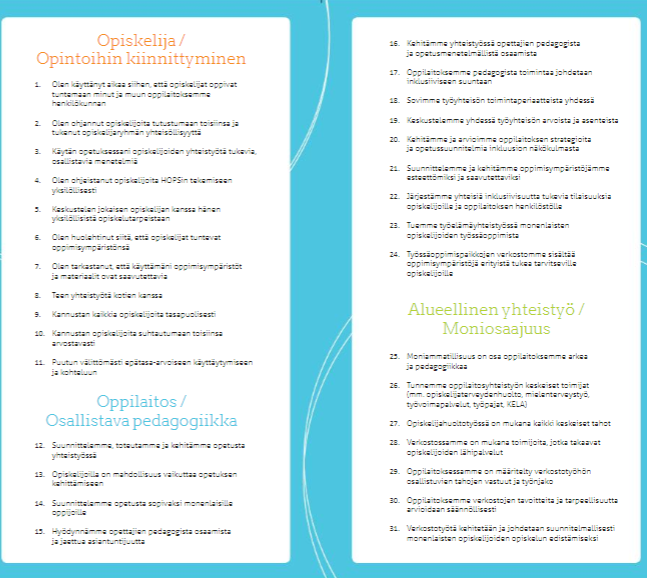 Opiskelija /
Opintoihin kiinnittyminen
1. Olen käyttänyt aikaa siihen, että opiskelijat oppivat
tuntemaan minut ja muun oppilaitoksemme
henkilökunnan
2. Olen ohjannut opiskelijoita tutustumaan toisiinsa ja
tukenut opiskelijaryhmän yhteisöllisyyttä
3. Käytän opetuksessani opiskelijoiden yhteistyötä tukevia,
osallistavia menetelmiä
4. Olen ohjeistanut opiskelijoita HOPSin tekemiseen
yksilöllisesti
5. Keskustelen jokaisen opiskelijan kanssa hänen
yksilöllisistä opiskelutarpeistaan
6. Olen huolehtinut siitä, että opiskelijat tuntevat
oppimisympäristönsä
7. Olen tarkastanut, että käyttämäni oppimisympäristöt
ja materiaalit ovat saavutettavia
8. Teen yhteistyötä kotien kanssa
9. Kannustan kaikkia opiskelijoita tasapuolisesti
10. Kannustan opiskelijoita suhtautumaan toisiinsa
arvostavasti
11. Puutun välittömästi epätasa-arvoiseen käyttäytymiseen
ja kohteluun
Oppilaitos /
Osallistava pedagogiikka
12. Suunnittelemme, toteutamme ja kehitämme opetusta
yhteistyössä
13. Opiskelijoilla on mahdollisuus vaikuttaa opetuksen
kehittämiseen
14. Suunnittelemme opetusta sopivaksi monenlaisille
oppijoille
15. Hyödynnämme opettajien pedagogista osaamista
ja jaettua asiantuntijuutta
16. Kehitämme yhteistyössä opettajien pedagogista
ja opetusmenetelmällistä osaamista
17. Oppilaitoksemme pedagogista toimintaa johdetaan
inklusiiviseen suuntaan
18. Sovimme työyhteisön toimintaperiaatteista yhdessä
19. Keskustelemme yhdessä työyhteisön arvoista ja asenteista
20. Kehitämme ja arvioimme oppilaitoksen strategioita
ja opetussuunnitelmia inkluusion näkökulmasta
21. Suunnittelemme ja kehitämme oppimisympäristöjämme
esteettömiksi ja saavutettaviksi
22. Järjestämme yhteisiä inklusiivisuutta tukevia tilaisuuksia
opiskelijoille ja oppilaitoksen henkilöstölle
23. Tuemme työelämäyhteistyössä monenlaisten
opiskelijoiden työssäoppimista
24. Työssäoppimispaikkojen verkostomme sisältää
oppimisympäristöjä erityistä tukea tarvitseville
opiskelijoille
Alueellinen yhteistyö /
Moniosaajuus
25. Moniammatillisuus on osa oppilaitoksemme arkea
ja pedagogiikkaa
26. Tunnemme oppilaitosyhteistyön keskeiset toimijat
(mm. opiskelijaterveydenhuolto, mielenterveystyö,
työvoimapalvelut, työpajat, KELA)
27. Opiskelijahuoltotyössä on mukana kaikki keskeiset tahot
28. Verkostossamme on mukana toimijoita, jotka takaavat
opiskelijoiden lähipalvelut
29. Oppilaitoksessamme on määritelty verkostotyöhön
osallistuvien tahojen vastuut ja työnjako
30. Oppilaitoksemme verkostojen tavoitteita ja tarpeellisuutta
arvioidaan säännöllisesti
31. Verkostotyötä kehitetään ja johdetaan suunnitelmallisesti
monenlaisten opiskelijoiden opiskelun edistämiseksi